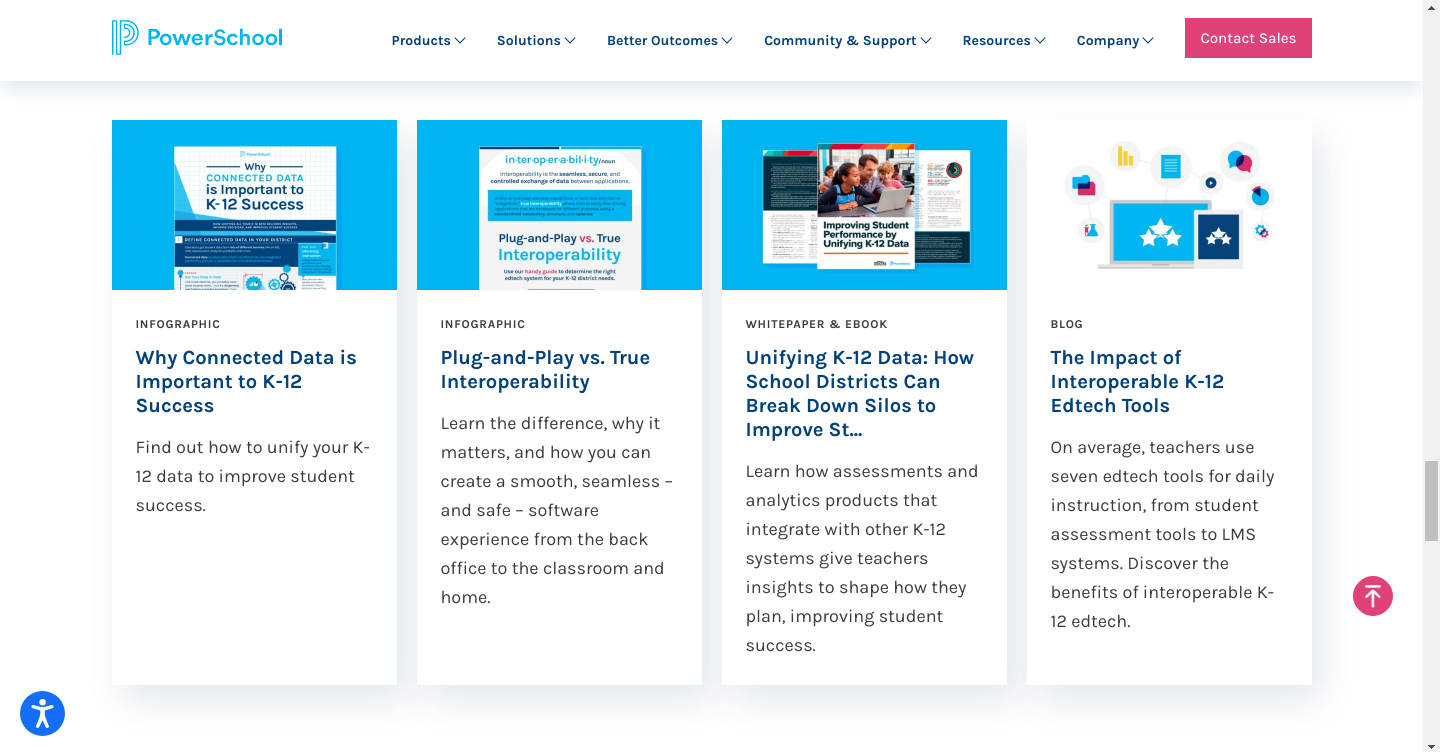 PowerSchool
Products
Solutions
Better Outcomes
Community & Support
Resources
Company
Contact Sales
PowerSchool
Why
CONNECTED DATA
is Important to
K-12 Success
DEFINE CONNECTED DATA IN YOUR DISTRICT
in·ter·op·er·a·bil·i·ty/noun
Interoperability is the seamless, secure, and
controlled exchange of data between applications.
Plug-and-Play vs. True
Interoperability
Use our handy guide to determine the right
edtech system for your K-12 district needs.
Improving Student
Performance by
Unifying K-12 Data
INFOGRAPHIC
Why Connected Data is
Important to K-12
Success
Find out how to unify your K-
12 data to improve student
success.
INFOGRAPHIC
Plug-and-Play vs. True
Interoperability
Learn the difference, why it
matters, and how you can
create a smooth, seamless –
and safe – software
experience from the back
office to the classroom and
home.
WHITEPAPER & EBOOK
Unifying K-12 Data: How
School Districts Can
Break Down Silos to
Improve St...
Learn how assessments and
analytics products that
integrate with other K-12
systems give teachers
insights to shape how they
plan, improving student
success.
BLOG
The Impact of
Interoperable K-12
Edtech Tools
On average, teachers use
seven edtech tools for daily
instruction, from student
assessment tools to LMS
systems. Discover the
benefits of interoperable K-
12 edtech.